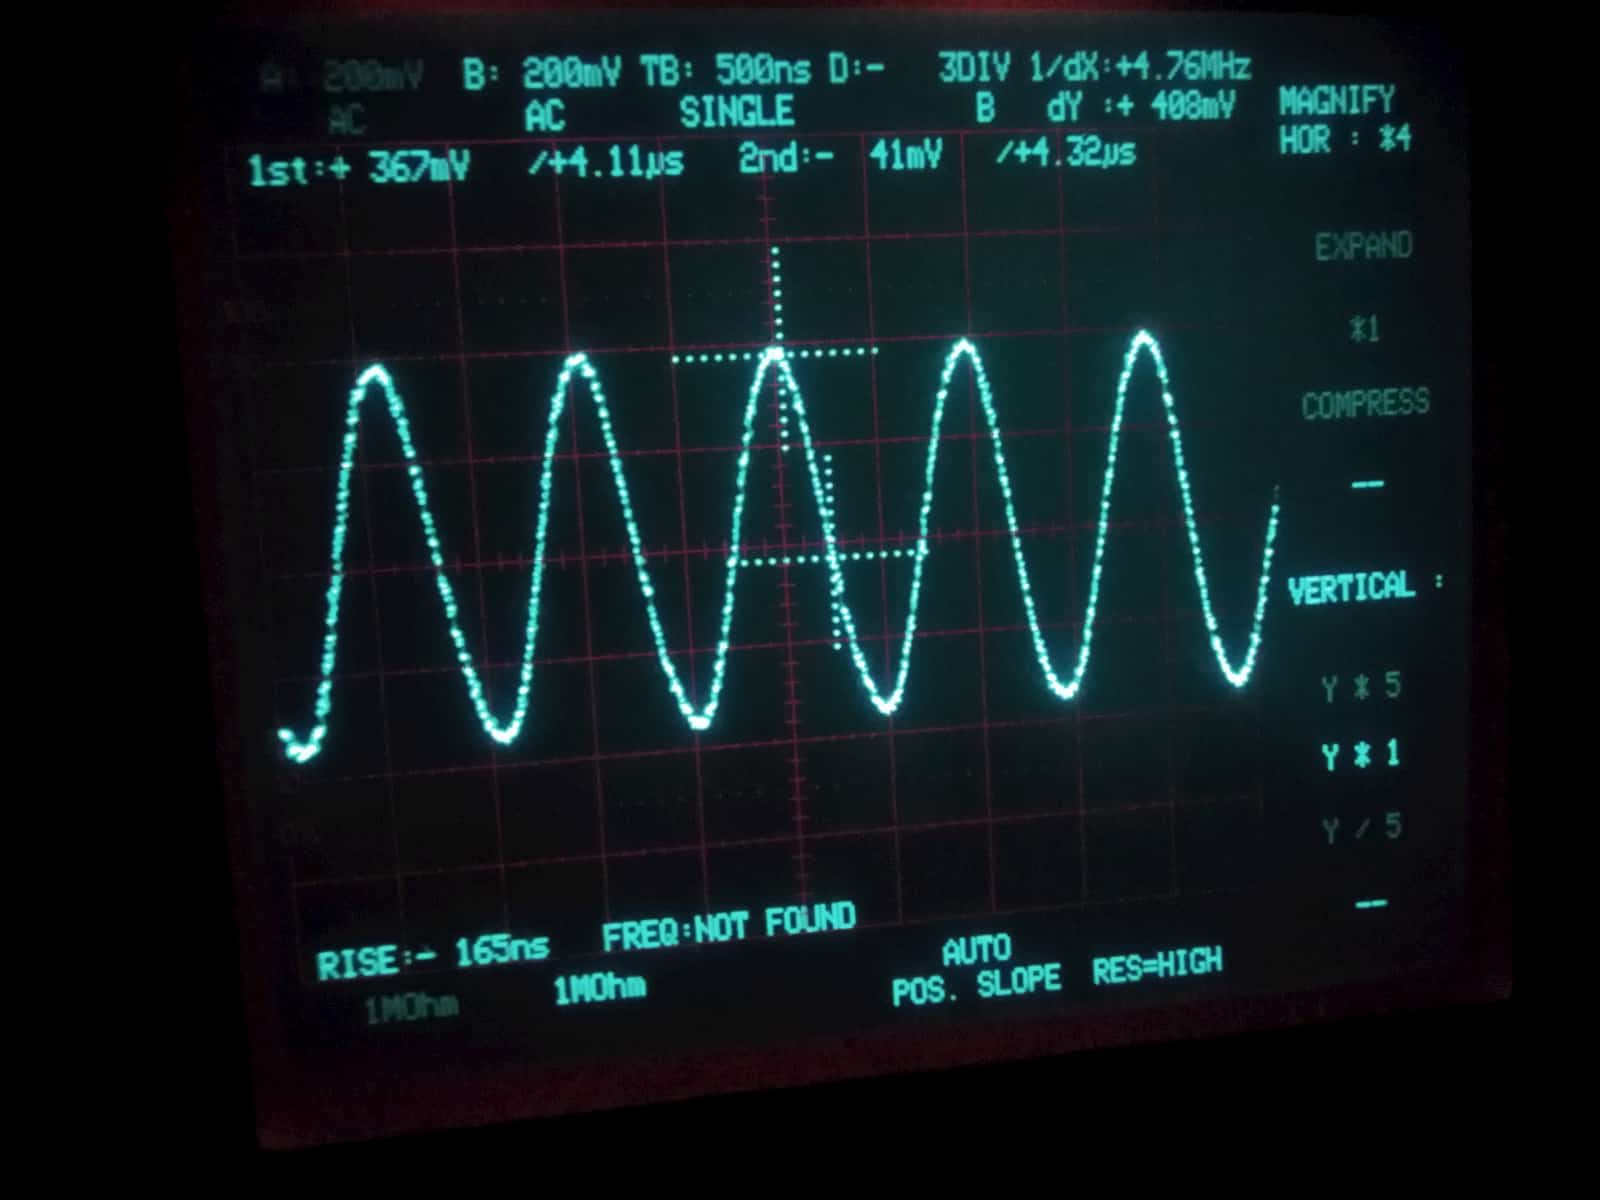 A: 200mV B: 200mV TB: 500ns D:- 3DIV 1/dX:+4.76MHz
AC AC SINGLE B dY :+ 408mV
1st:+ 367mV /+4.11µs 2nd:- 41mV /+4.32µs
MAGNIFY
HOR : *4
EXPAND
*1
COMPRESS
--
VERTICAL :
Y * 5
Y * 1
Y / 5
--
RISE:- 165ns FREQ:NOT FOUND
1MOhm 1MOhm
AUTO
POS. SLOPE RES=HIGH